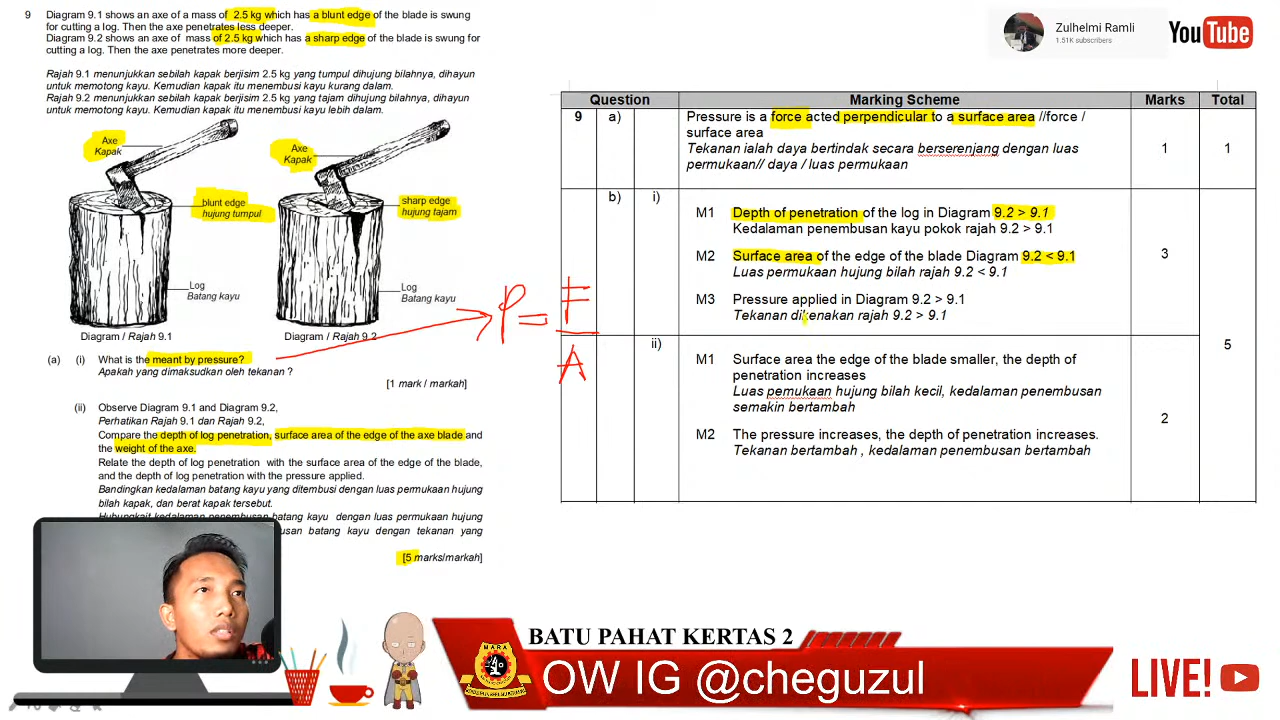 9 Diagram 9.1 shows an axe of a mass of 2.5 kg which has a blunt edge of the blade is swung
for cutting a log. Then the axe penetrates less deeper.
Diagram 9.2 shows an axe of mass of 2.5 kg which has a sharp edge of the blade is swung for
cutting a log. Then the axe penetrates more deeper.
Rajah 9.1 menunjukkan sebilah kapak berjisim 2.5 kg yang tumpul dihujung bilahnya, dihayun
untuk memotong kayu. Kemudian kapak itu menembusi kayu kurang dalam.
Rajah 9.2 menunjukkan sebilah kapak berjisim 2.5 kg yang tajam dihujung bilahnya, dihayun
untuk memotong kayu. Kemudian kapak itu menembusi kayu lebih dalam.
Axe
Kapak
blunt edge
hujung tumpul
Log
Batang kayu
Diagram / Rajah 9.1
Axe
Kapak
sharp edge
hujung tajam
Log
Batang kayu
Diagram / Rajah 9.2
(a) (i) What is the meant by pressure?
Apakah yang dimaksudkan oleh tekanan ?
[1 mark / markah]
(ii) Observe Diagram 9.1 and Diagram 9.2,
Perhatikan Rajah 9.1 dan Rajah 9.2,
Compare the depth of log penetration, surface area of the edge of the axe blade and
the weight of the axe.
Relate the depth of log penetration with the surface area of the edge of the blade,
and the depth of log penetration with the pressure applied.
Bandingkan kedalaman batang kayu yang ditembusi dengan luas permukaan hujung
bilah kapak, dan berat kapak tersebut.
Hubungkait kedalaman penembusan batang kayu dengan luas permukaan hujung
batang kayu dengan tekanan yang
[5 marks/markah]
P = F
A
Zulhelmi Ramli
1.51K subscribers
YouTube
Question Marking Scheme Marks Total
9 a) Pressure is a force acted perpendicular to a surface area //force /
surface area
Tekanan ialah daya bertindak secara berserenjang dengan luas
permukaan// daya / luas permukaan
1 1
b) i)
M1 Depth of penetration of the log in Diagram 9.2 > 9.1
Kedalaman penembusan kayu pokok rajah 9.2 > 9.1
M2 Surface area of the edge of the blade Diagram 9.2 < 9.1
Luas permukaan hujung bilah rajah 9.2 < 9.1
3
M3 Pressure applied in Diagram 9.2 > 9.1
Tekanan dikenakan rajah 9.2 > 9.1
5
ii)
M1 Surface area the edge of the blade smaller, the depth of
penetration increases
Luas pemukaan hujung bilah kecil, kedalaman penembusan
semakin bertambah
2
M2 The pressure increases, the depth of penetration increases.
Tekanan bertambah , kedalaman penembusan bertambah
MARA
BATU PAHAT KERTAS 2
OW IG @cheguzul
LIVE!